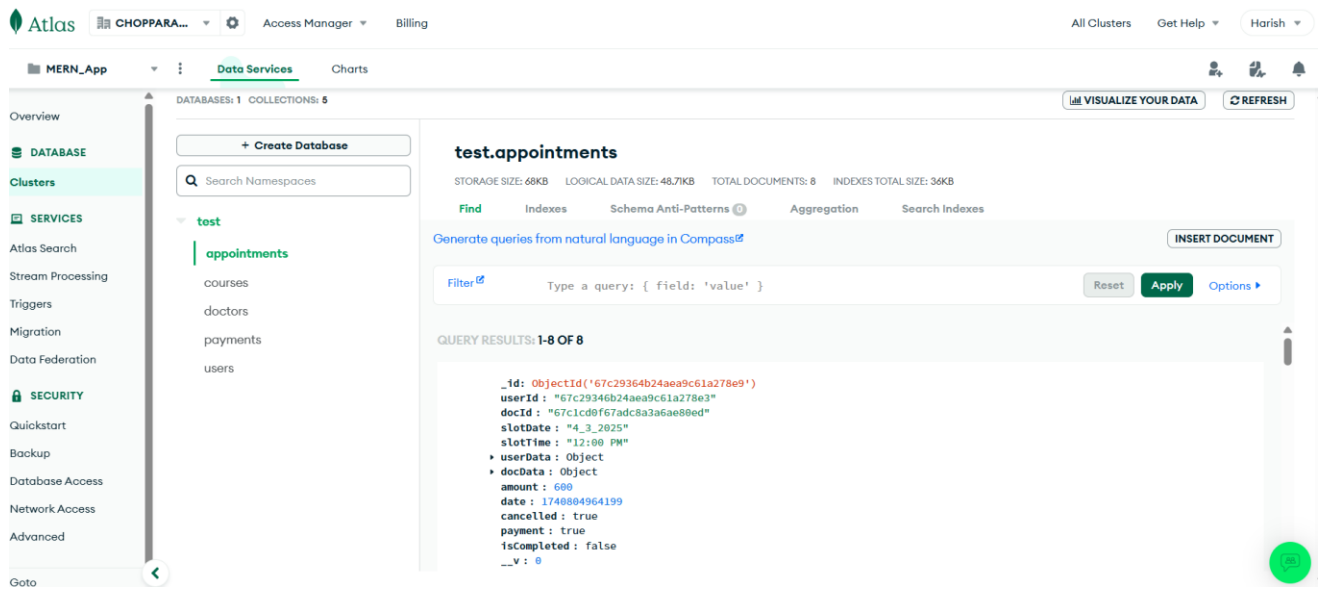 Atlas CHOPPARA... Access Manager Billing All Clusters Get Help Harish
MERN_App Data Services Charts
Overview
DATABASE
Clusters
SERVICES
Atlas Search
Stream Processing
Triggers
Migration
Data Federation
SECURITY
Quickstart
Backup
Database Access
Network Access
Advanced
Goto
DATABASES: 1 COLLECTIONS: 5
VISUALIZE YOUR DATA REFRESH
+ Create Database
Search Namespaces
test
appointments
courses
doctors
payments
users
test.appointments
STORAGE SIZE: 68KB LOGICAL DATA SIZE: 48.71KB TOTAL DOCUMENTS: 8 INDEXES TOTAL SIZE: 36KB
Find Indexes Schema Anti-Patterns 0 Aggregation Search Indexes
Generate queries from natural language in Compass
INSERT DOCUMENT
Filter Type a query: { field: 'value' } Reset Apply Options
QUERY RESULTS: 1-8 OF 8
_id: ObjectId('67c29364b24aea9c61a278e9')
userId : "67c29346b24aea9c61a278e3"
docId : "67c1cd0f67adc8a3a6ae80ed"
slotDate : "4_3_2025"
slotTime : "12:00 PM"
userData : Object
docData : Object
amount : 600
date : 1740804964199
cancelled : true
payment : true
isCompleted : false
__v : 0